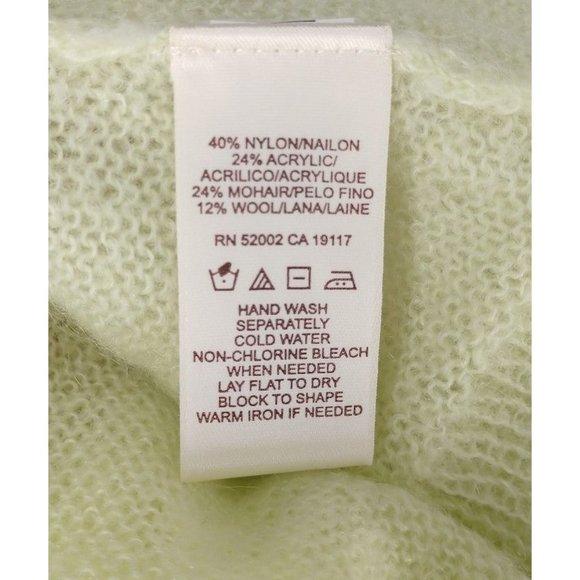 40% NYLON/NAILON
24% ACRYLIC/
ACRILICO/ACRYLIQUE
24% MOHAIR/PELO FINO
12% WOOL/LANA/LAINE
RN 52002 CA 19117
HAND WASH
SEPARATELY
COLD WATER
NON-CHLORINE BLEACH
WHEN NEEDED
LAY FLAT TO DRY
BLOCK TO SHAPE
WARM IRON IF NEEDED